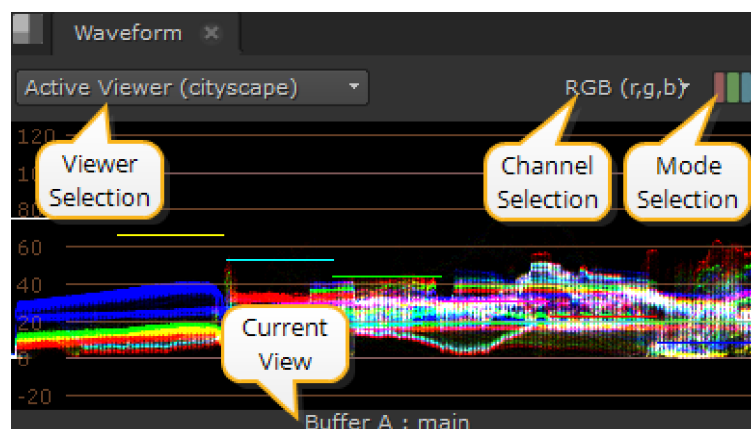 Waveform
Active Viewer (cityscape)
RGB (r,g,b)
120
Viewer
Selection
Channel
Selection
Mode
Selection
10
80
60
40
20
Current
View
0
-20
Buffer A : main